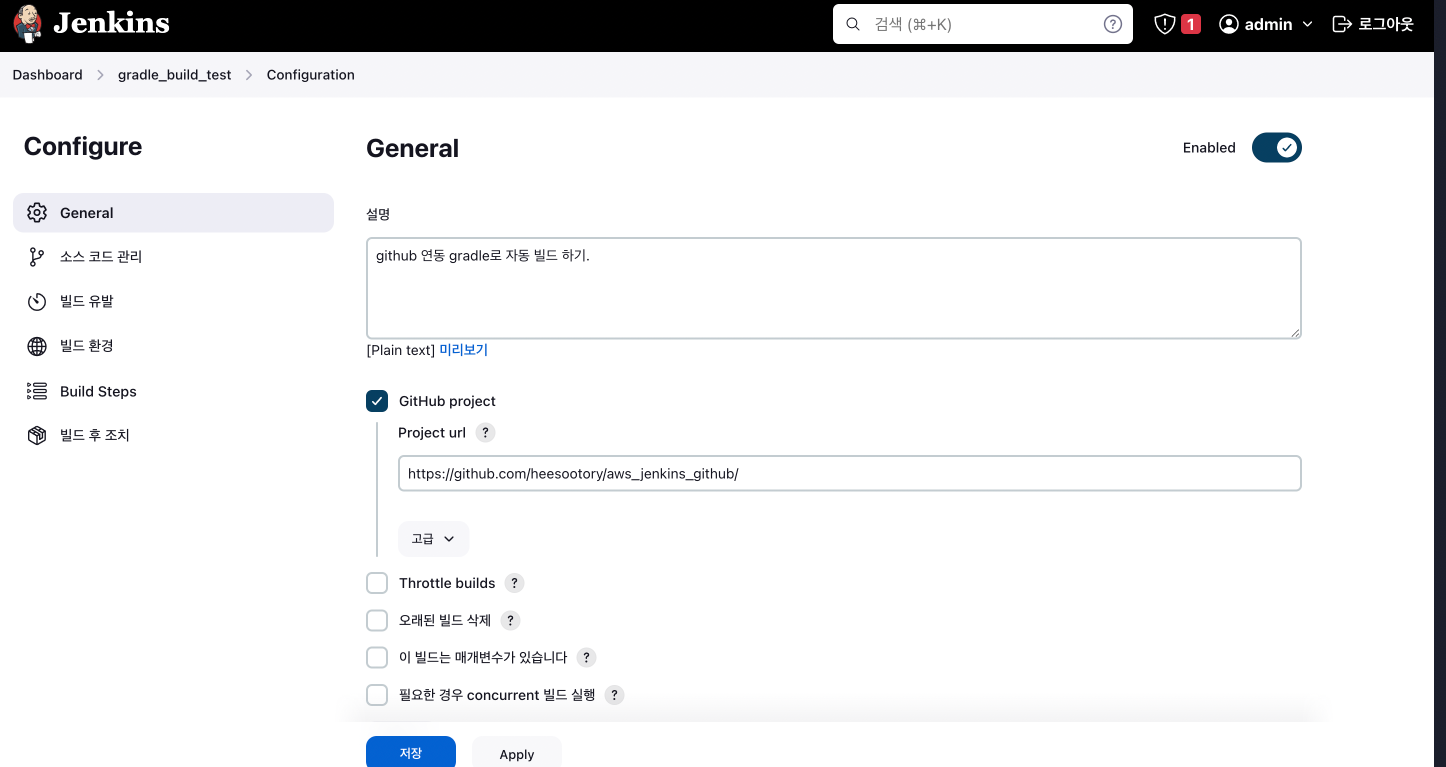 Jenkins
검색 (⌘+K)
?
1
admin
로그아웃
Dashboard
gradle_build_test
Configuration
Configure
General
소스 코드 관리
빌드 유발
빌드 환경
Build Steps
빌드 후 조치
General
Enabled
설명
github 연동 gradle로 자동 빌드 하기.
[Plain text] 미리보기
GitHub project
Project url ?
https://github.com/heesootory/aws_jenkins_github/
고급
Throttle builds ?
오래된 빌드 삭제 ?
이 빌드는 매개변수가 있습니다 ?
필요한 경우 concurrent 빌드 실행 ?
저장
Apply